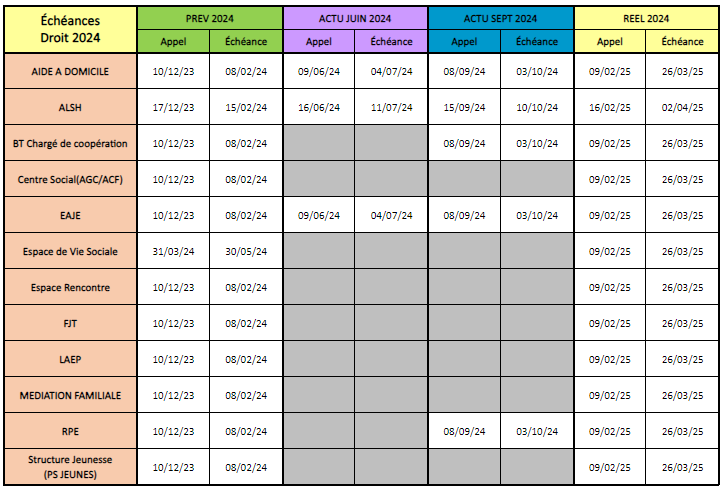 Échéances
Droit 2024
PREV 2024 ACTU JUIN 2024 ACTU SEPT 2024 REEL 2024
Appel Échéance Appel Échéance Appel Échéance Appel Échéance
AIDE A DOMICILE 10/12/23 08/02/24 09/06/24 04/07/24 08/09/24 03/10/24 09/02/25 26/03/25
ALSH 17/12/23 15/02/24 16/06/24 11/07/24 15/09/24 10/10/24 16/02/25 02/04/25
BT Chargé de coopération 10/12/23 08/02/24 08/09/24 03/10/24 09/02/25 26/03/25
Centre Social(AGC/ACF) 10/12/23 08/02/24 09/02/25 26/03/25
EAJE 10/12/23 08/02/24 09/06/24 04/07/24 08/09/24 03/10/24 09/02/25 26/03/25
Espace de Vie Sociale 31/03/24 30/05/24 09/02/25 26/03/25
Espace Rencontre 10/12/23 08/02/24 09/02/25 26/03/25
FJT 10/12/23 08/02/24 09/02/25 26/03/25
LAEP 10/12/23 08/02/24 09/02/25 26/03/25
MEDIATION FAMILIALE 10/12/23 08/02/24 09/02/25 26/03/25
RPE 10/12/23 08/02/24 08/09/24 03/10/24 09/02/25 26/03/25
Structure Jeunesse
(PS JEUNES) 10/12/23 08/02/24 09/02/25 26/03/25